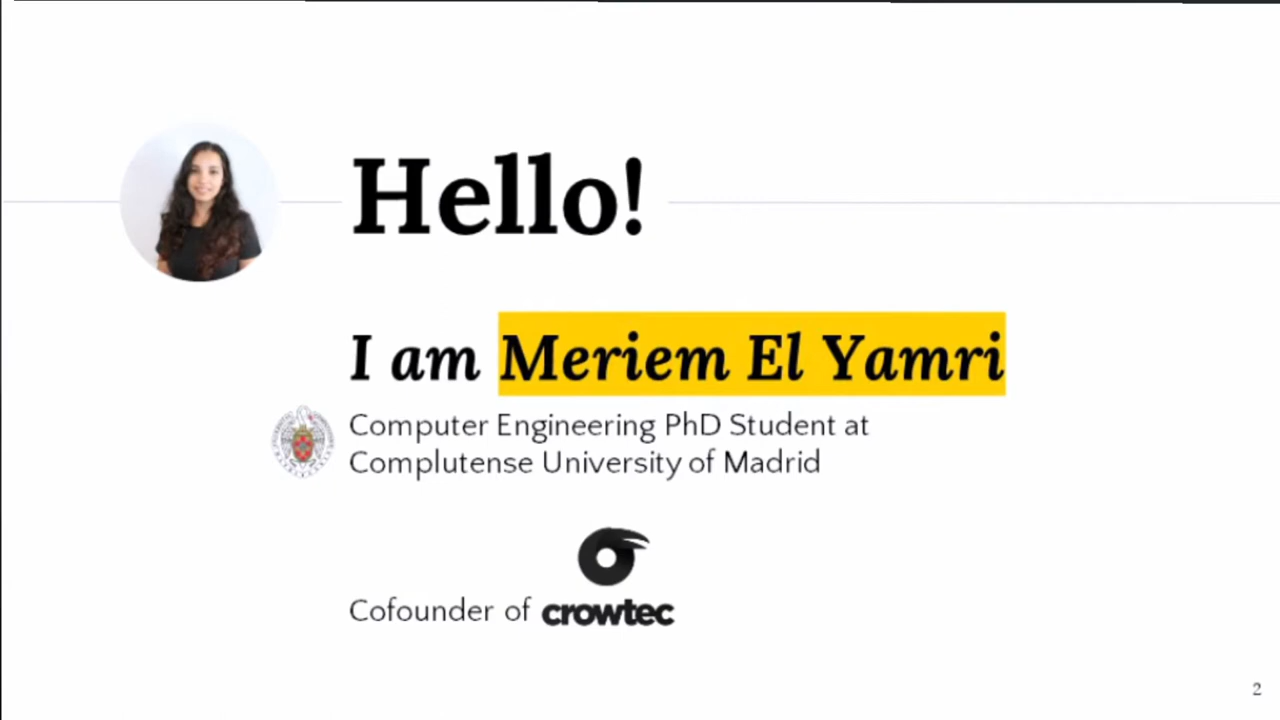 Hello!
I am Meriem El Yamri
Computer Engineering PhD Student at
Complutense University of Madrid
Cofounder of crowtec
2